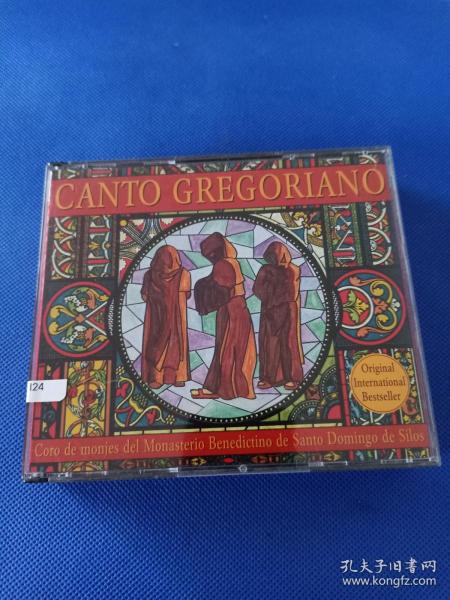 CANTO GREGORIANO
Original
International
Bestseller
124
Coro de monjes del Monasterio Benedictino de Santo Domingo de Silos
孔夫子旧书网
www.kongfz.com